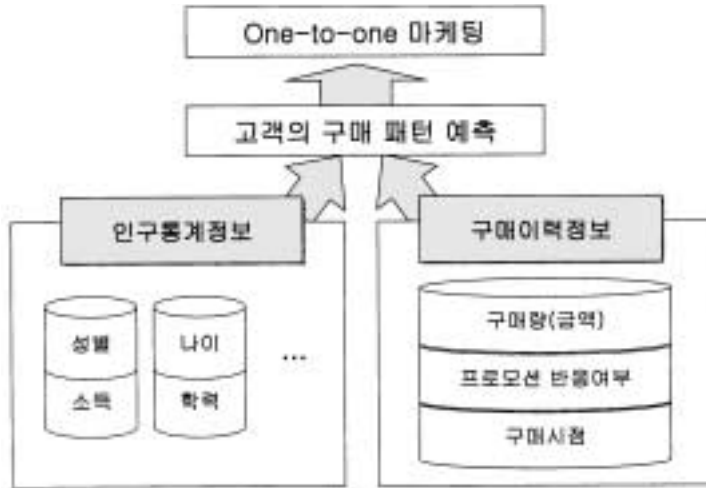 One-to-one 마케팅
고객의 구매 패턴 예측
인구통계정보
구매이력정보
성별
나이
...
소득
학력
구매량(금액)
프로모션 반응여부
구매시점